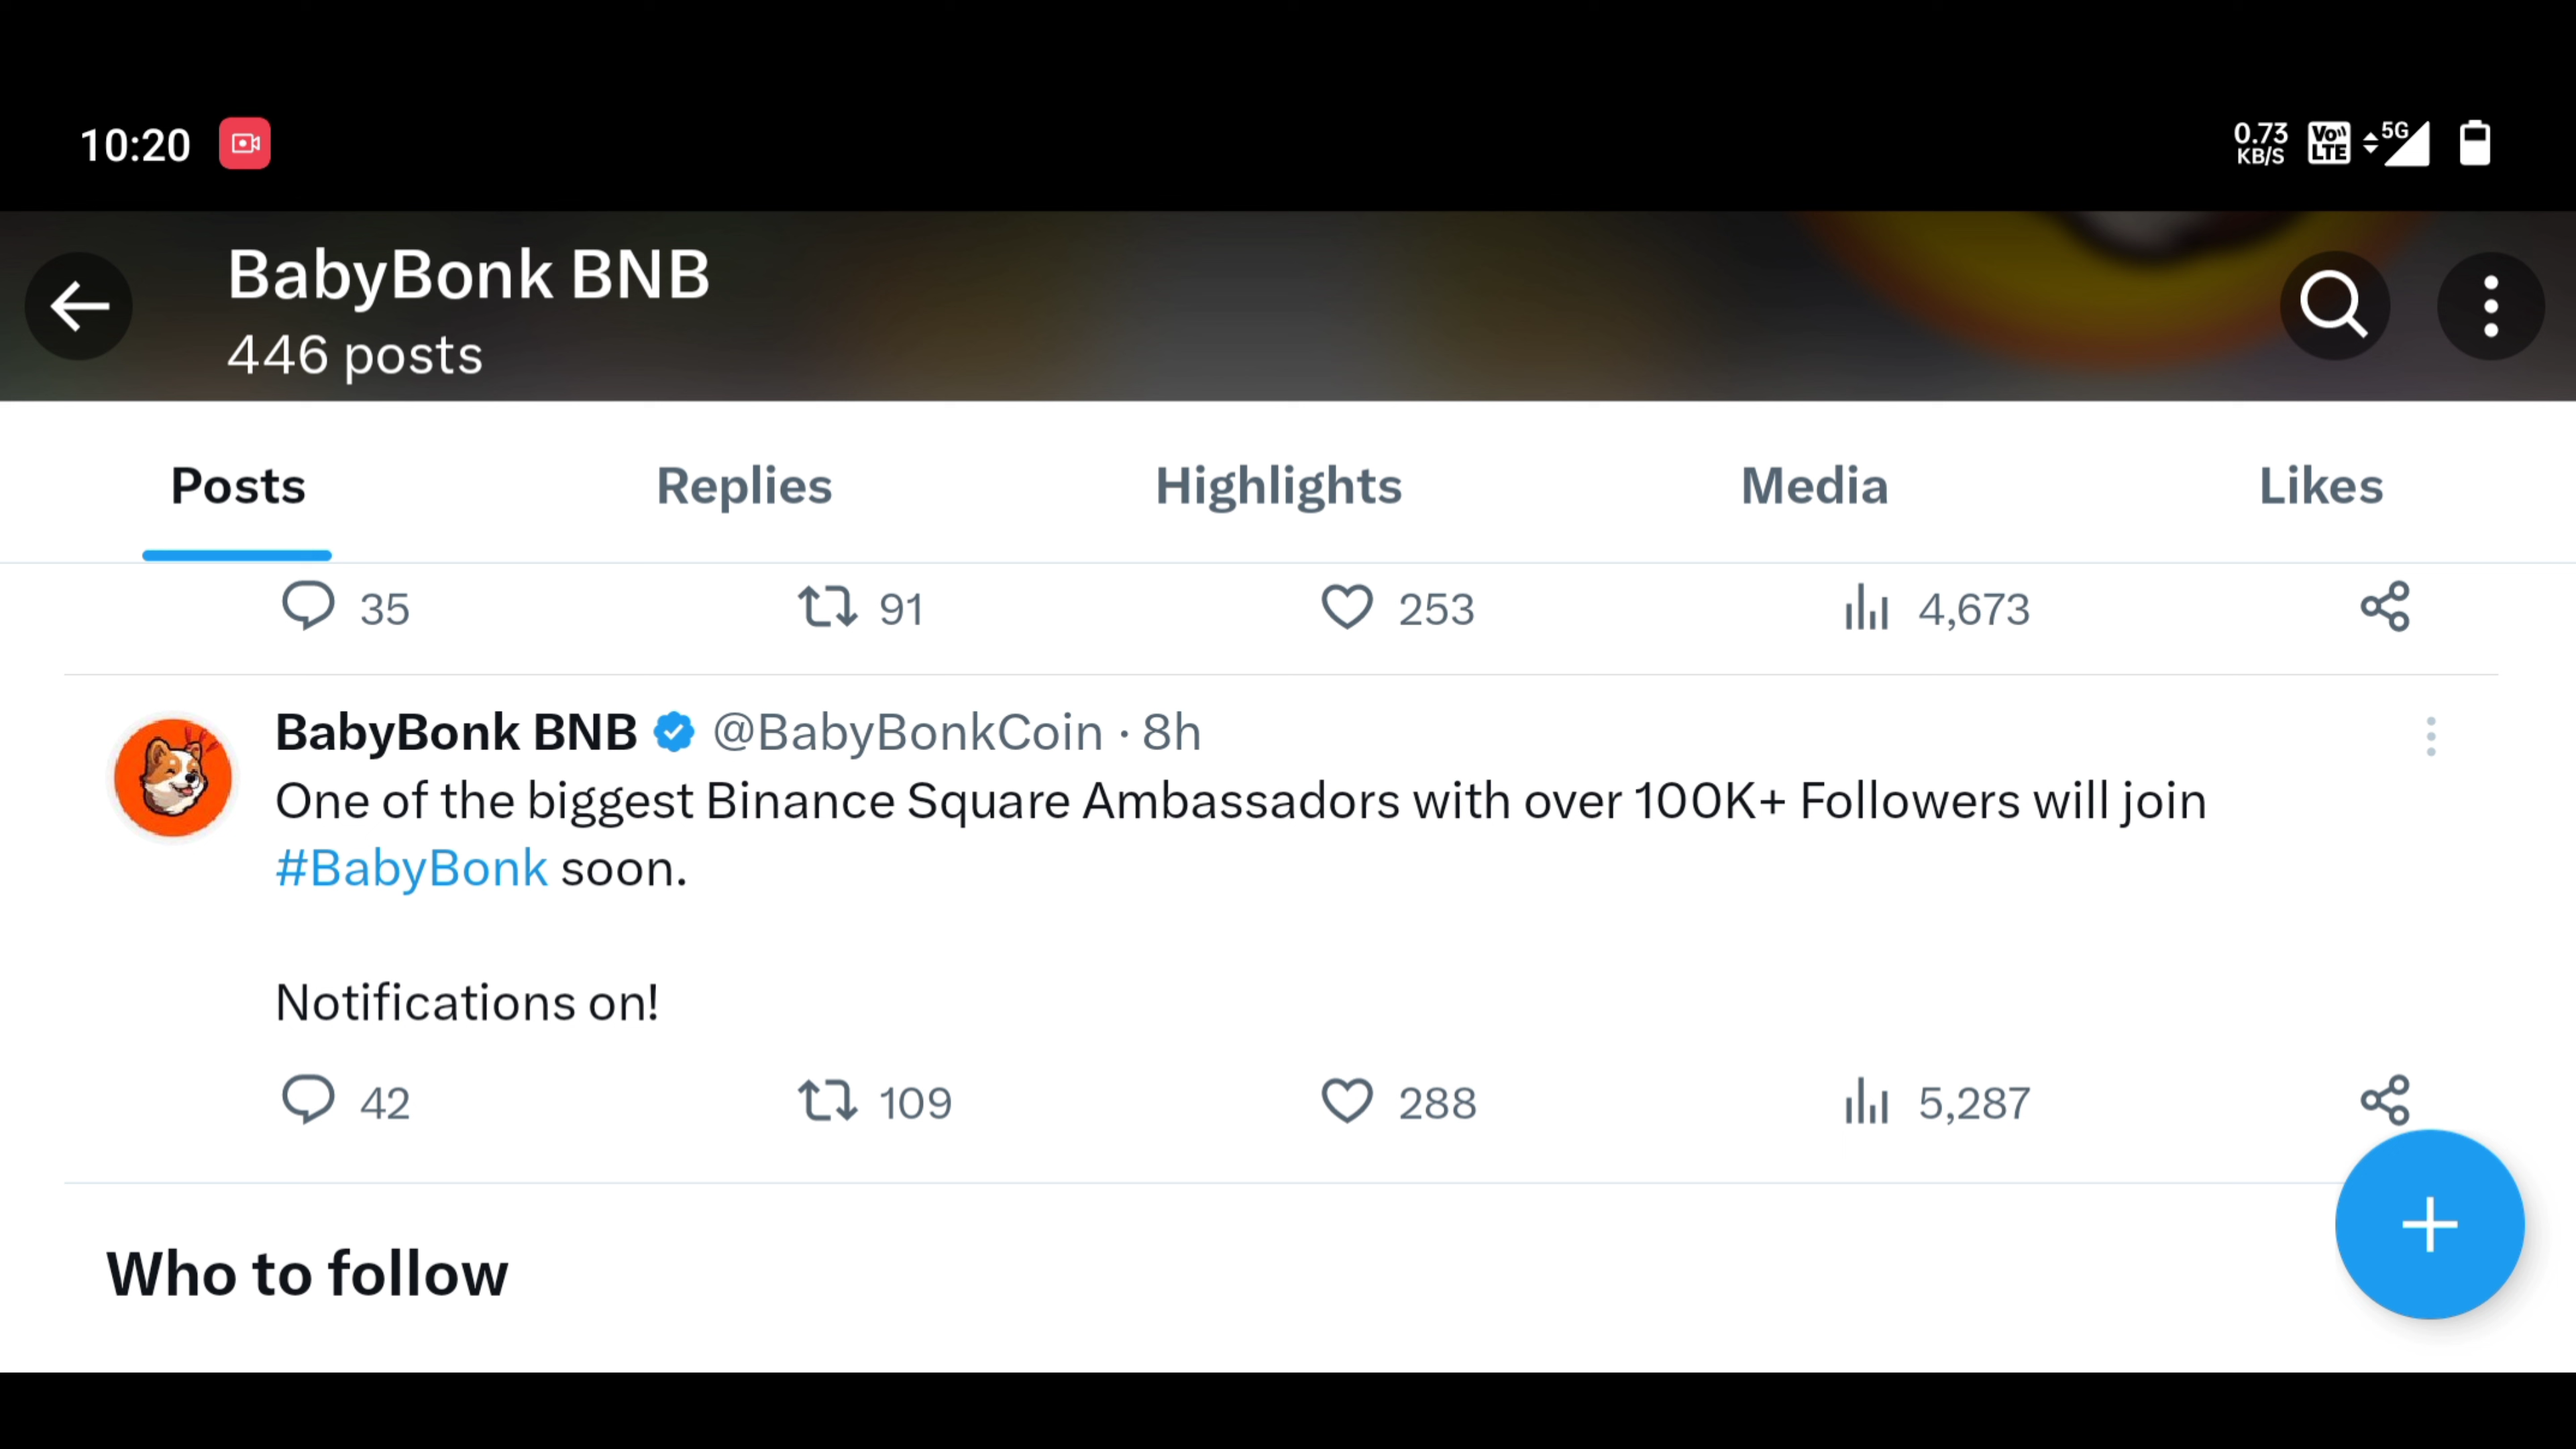 10:20
0.73
KB/S
Vo
LTE
5G
BabyBonk BNB
446 posts
Posts
Replies
Highlights
Media
Likes
35
91
253
4,673
BabyBonk BNB @BabyBonkCoin · 8h
One of the biggest Binance Square Ambassadors with over 100K+ Followers will join
#BabyBonk soon.
Notifications on!
42
109
288
5,287
Who to follow